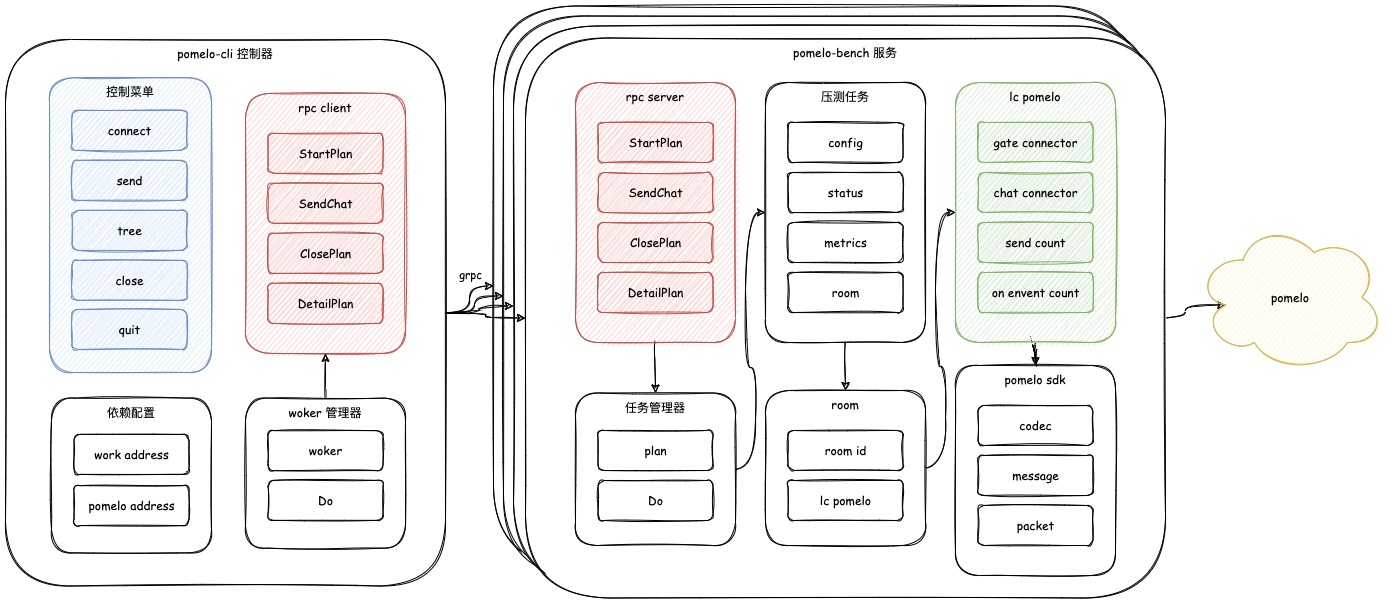 pomelo-cli 控制器
控制菜单
connect
send
tree
close
quit
rpc client
StartPlan
SendChat
ClosePlan
DetailPlan
依赖配置
work address
pomelo address
woker 管理器
woker
Do
grpc
pomelo-bench 服务
rpc server
StartPlan
SendChat
ClosePlan
DetailPlan
任务管理器
plan
Do
压测任务
config
status
metrics
room
room
room id
lc pomelo
lc pomelo
gate connector
chat connector
send count
on envent count
pomelo sdk
codec
message
packet
pomelo